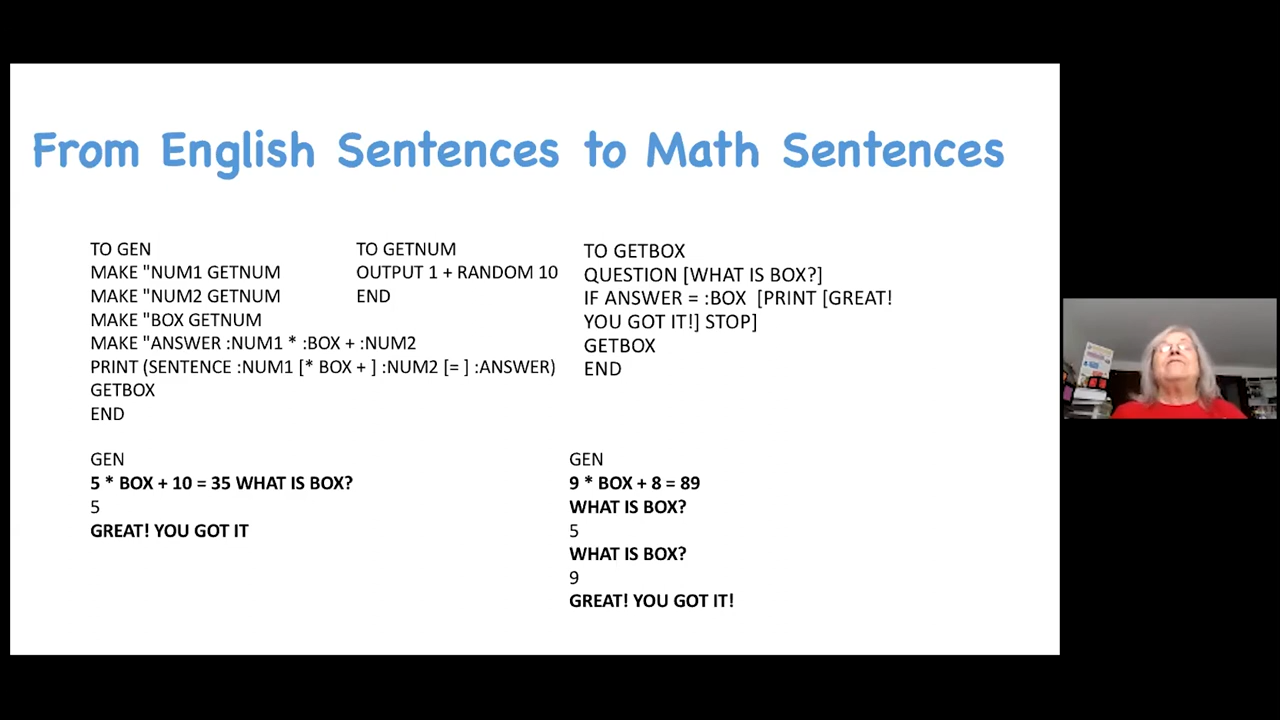 From English Sentences to Math Sentences
TO GEN
MAKE "NUM1 GETNUM
MAKE "NUM2 GETNUM
MAKE "BOX GETNUM
MAKE "ANSWER :NUM1 * :BOX + :NUM2
PRINT (SENTENCE :NUM1 [* BOX + ] :NUM2 [= ] :ANSWER)
GETBOX
END
TO GETNUM
OUTPUT 1 + RANDOM 10
END
TO GETBOX
QUESTION [WHAT IS BOX?]
IF ANSWER = :BOX [PRINT [GREAT!
YOU GOT IT!] STOP]
GETBOX
END
GEN
5 * BOX + 10 = 35 WHAT IS BOX?
5
GREAT! YOU GOT IT
GEN
9 * BOX + 8 = 89
WHAT IS BOX?
5
WHAT IS BOX?
9
GREAT! YOU GOT IT!